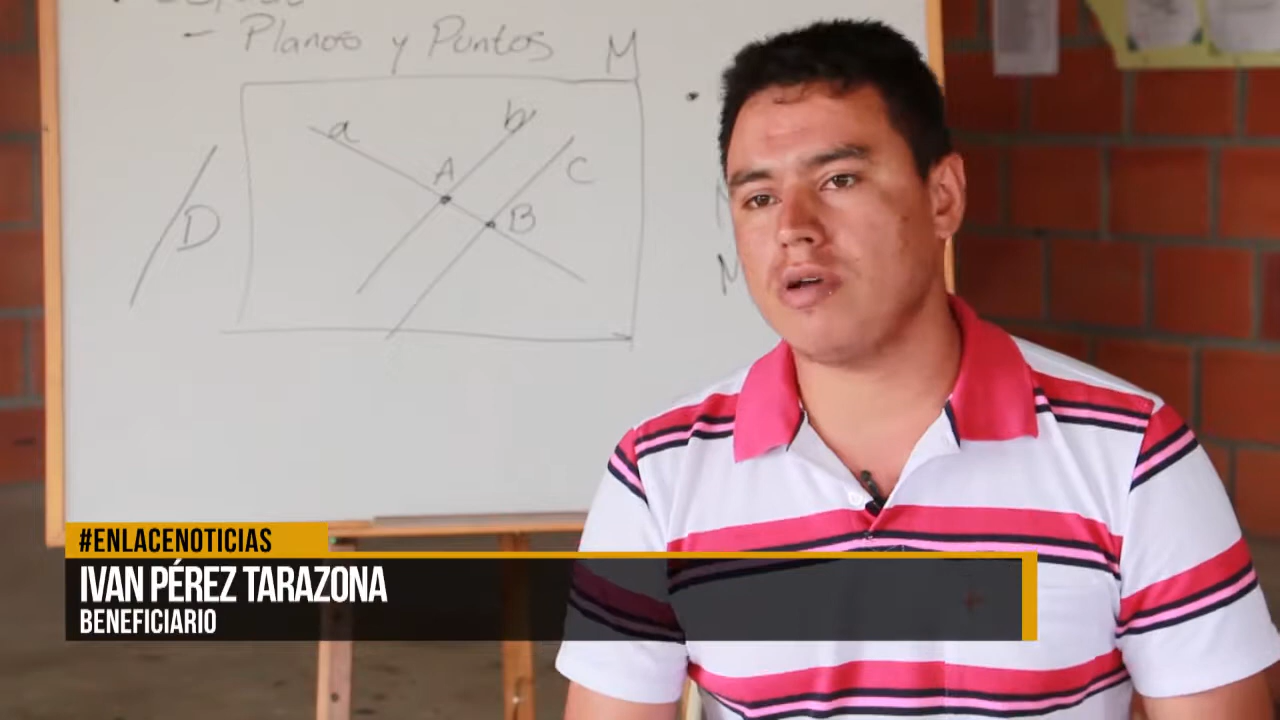 - Planos y Puntos
M
a
b
A
C
B
D
#ENLACENOTICIAS
IVAN PÉREZ TARAZONA
BENEFICIARIO